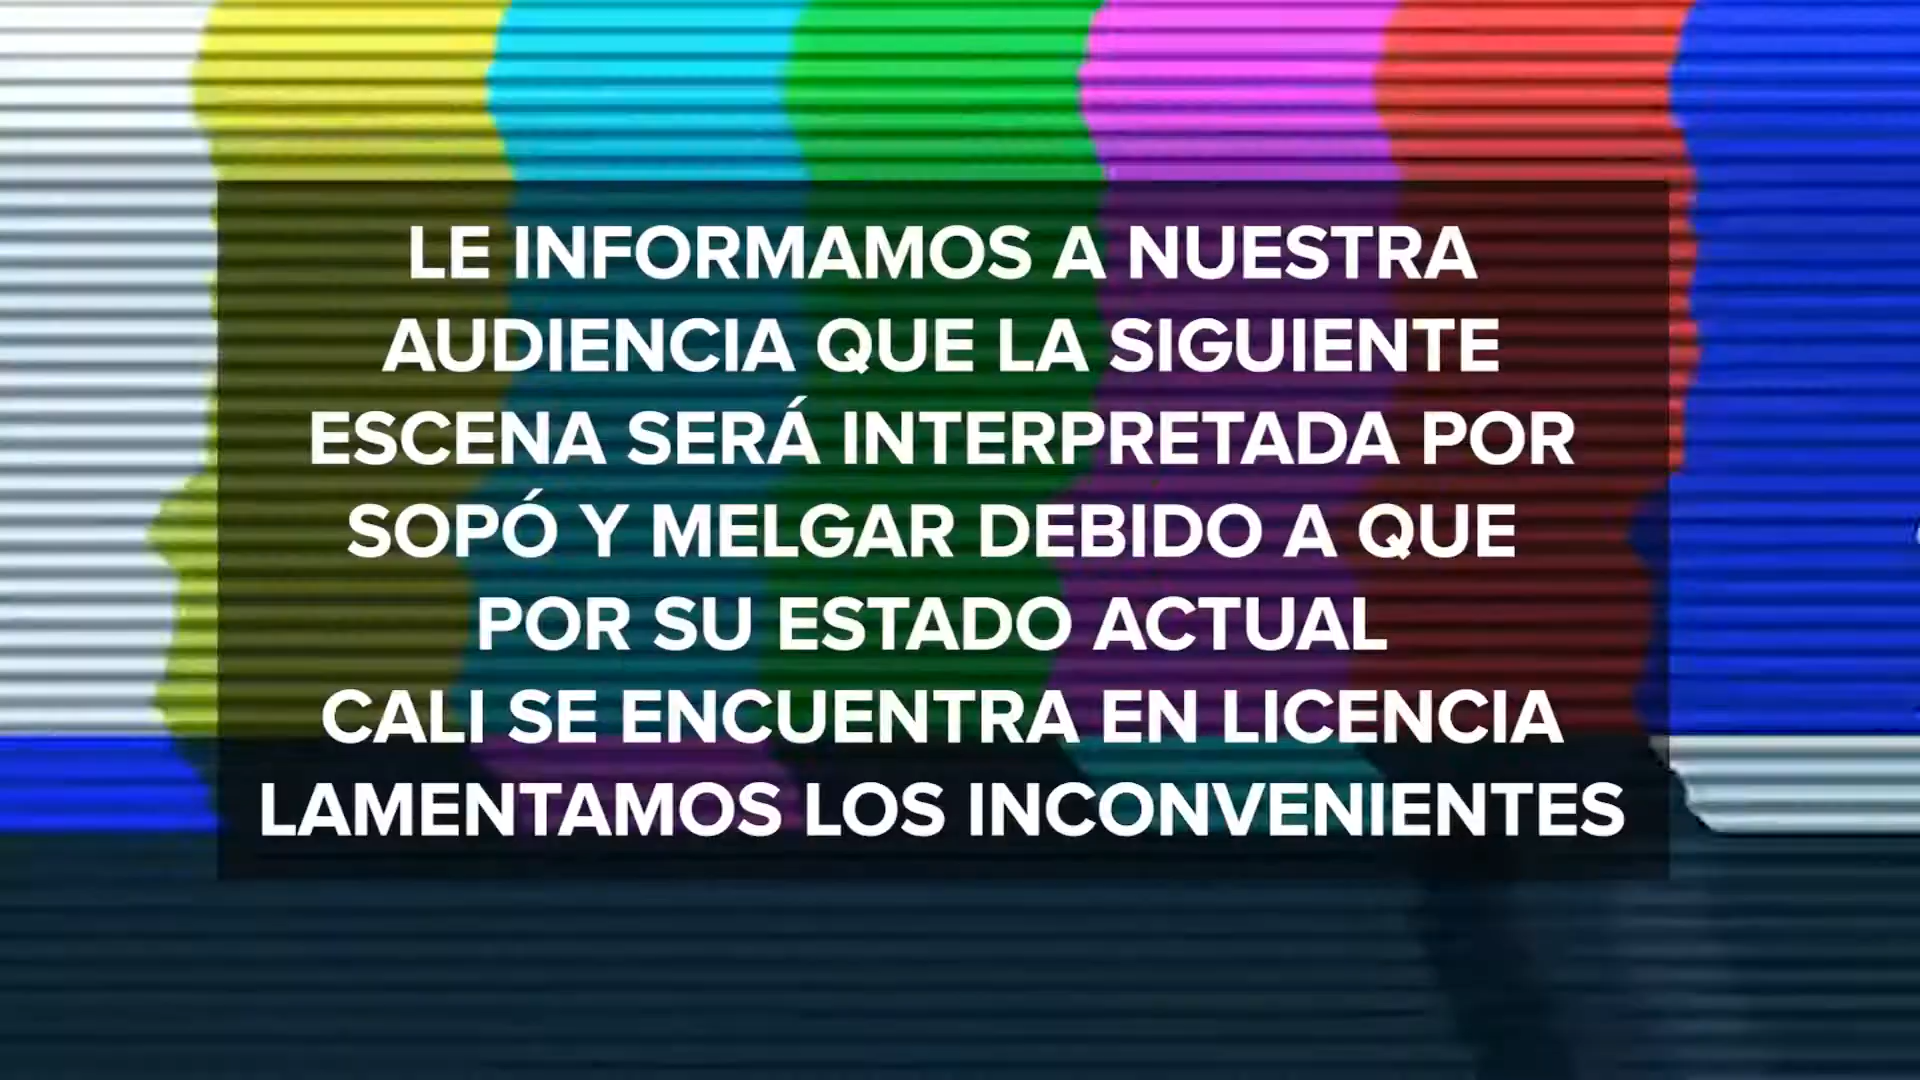 LE INFORMAMOS A NUESTRA
AUDIENCIA QUE LA SIGUIENTE
ESCENA SERÁ INTERPRETADA POR
SOPÓ Y MELGAR DEBIDO A QUE
POR SU ESTADO ACTUAL
CALI SE ENCUENTRA EN LICENCIA
LAMENTAMOS LOS INCONVENIENTES